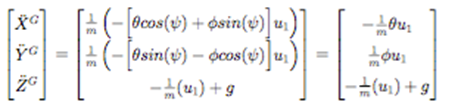 [Ẍ^G] = [1/m (−[θcos(ψ) + φsin(ψ)]u₁)] = [−1/m θu₁]
[Ÿ^G] = [1/m (−[θsin(ψ) − φcos(ψ)]u₁)] = [1/m φu₁]
[Z̈^G] = [−1/m (u₁) + g] = [−1/m (u₁) + g]